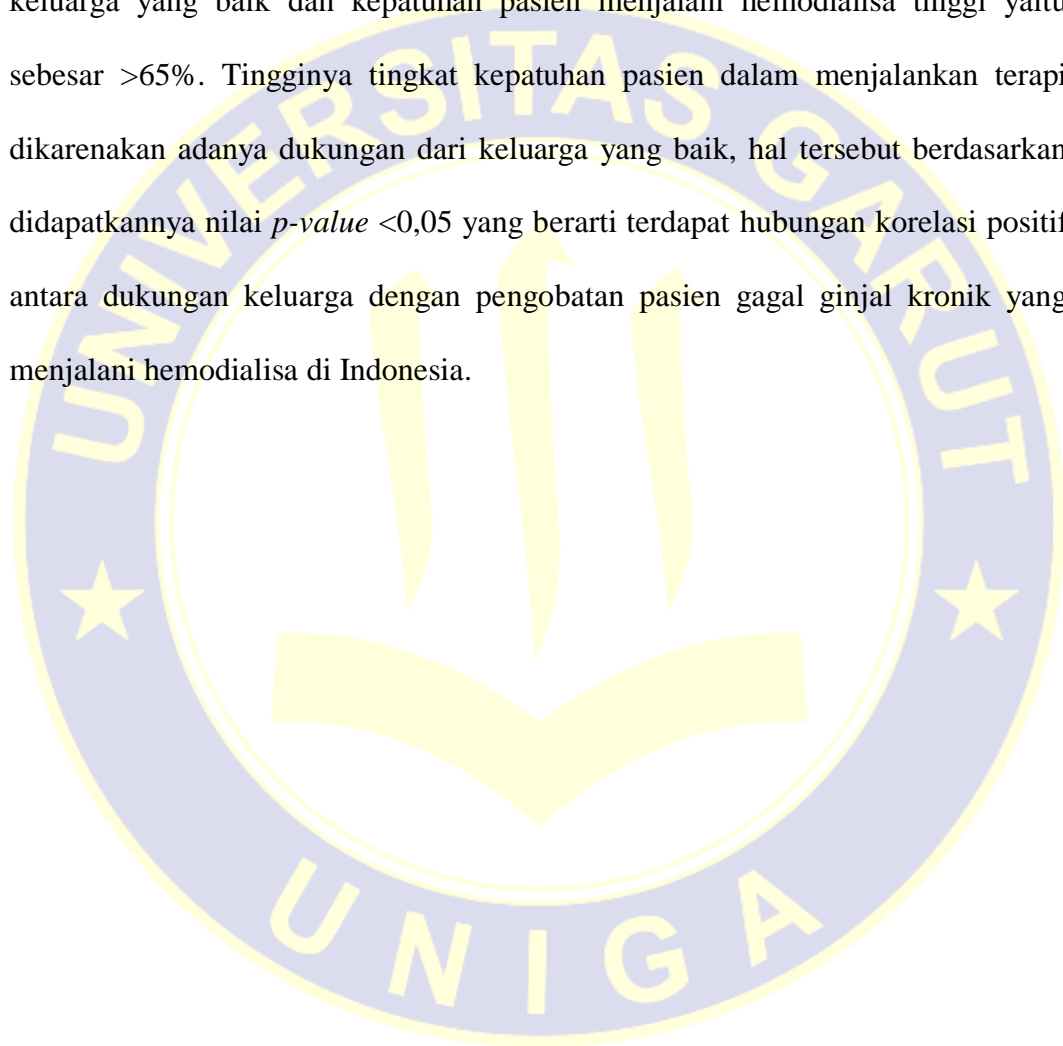 keluarga yang baik dan kepatuhan pasien menjalani hemodialisa tinggi yaitu
sebesar >65%. Tingginya tingkat kepatuhan pasien dalam menjalankan terapi
dikarenakan adanya dukungan dari keluarga yang baik, hal tersebut berdasarkan
didapatkannya nilai p-value <0,05 yang berarti terdapat hubungan korelasi positif
antara dukungan keluarga dengan pengobatan pasien gagal ginjal kronik yang
menjalani hemodialisa di Indonesia.
UNIVERSITAS GARUT
UNIGA